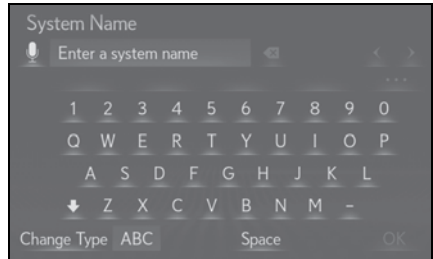 System Name
Enter a system name
< >
...
1 2 3 4 5 6 7 8 9 0
Q W E R T Y U I O P
A S D F G H J K L
Z X C V B N M -
Change Type ABC Space OK